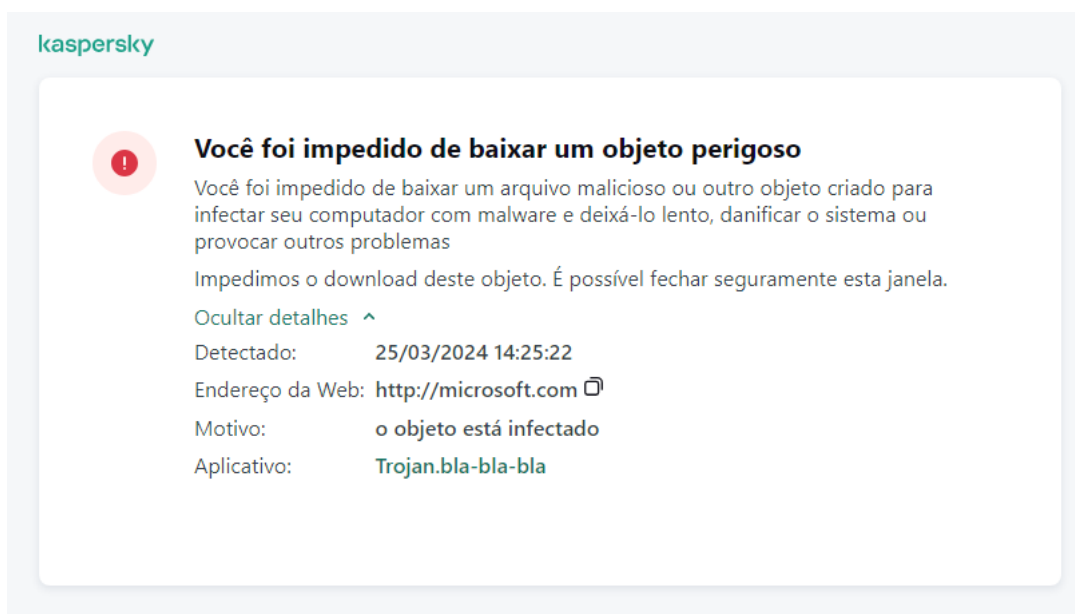 kaspersky
Você foi impedido de baixar um objeto perigoso
Você foi impedido de baixar um arquivo malicioso ou outro objeto criado para
infectar seu computador com malware e deixá-lo lento, danificar o sistema ou
provocar outros problemas
Impedimos o download deste objeto. É possível fechar seguramente esta janela.
Ocultar detalhes
Detectado: 25/03/2024 14:25:22
Endereço da Web: http://microsoft.com
Motivo: o objeto está infectado
Aplicativo: Trojan.bla-bla-bla